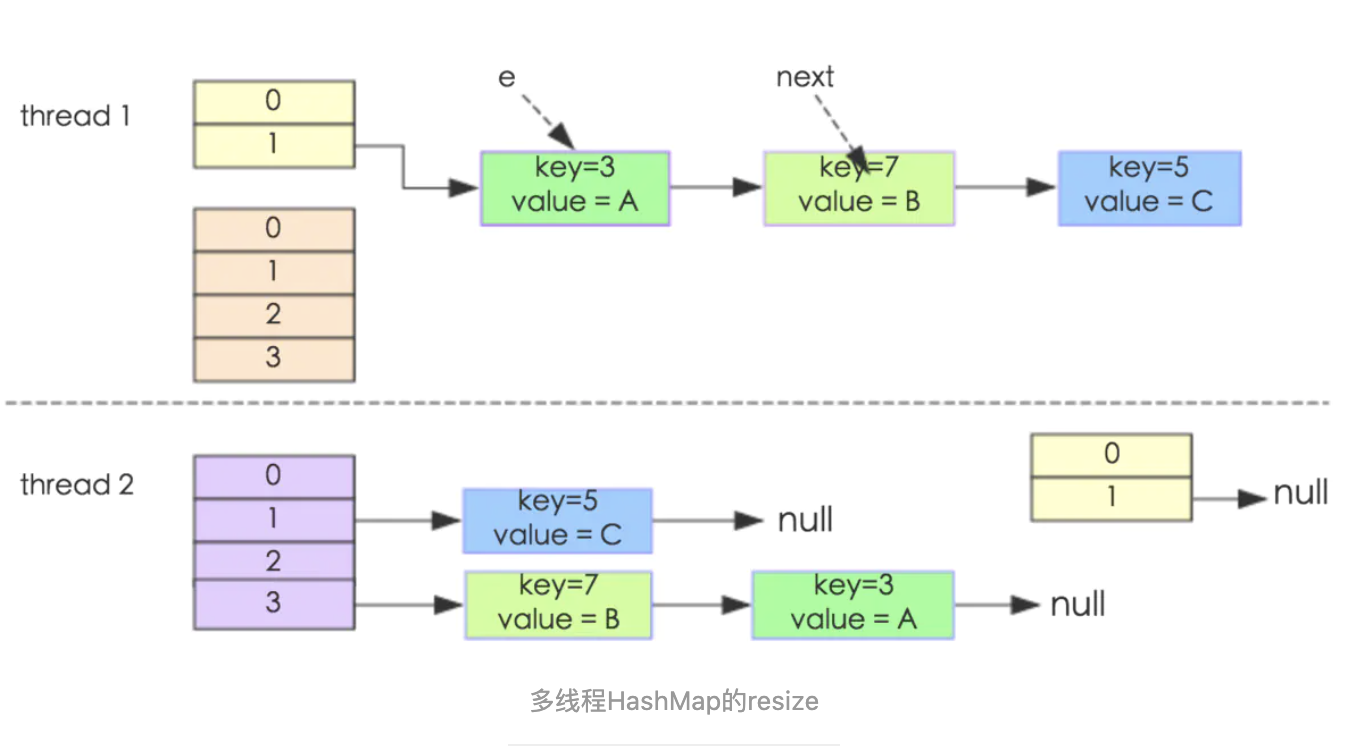 e
next
thread 1
0
1
key=3
value = A
key=7
value = B
key=5
value = C
0
1
2
3
thread 2
0
1
2
3
key=5
value = C
null
key=7
value = B
key=3
value = A
null
0
1
null
多线程HashMap的resize